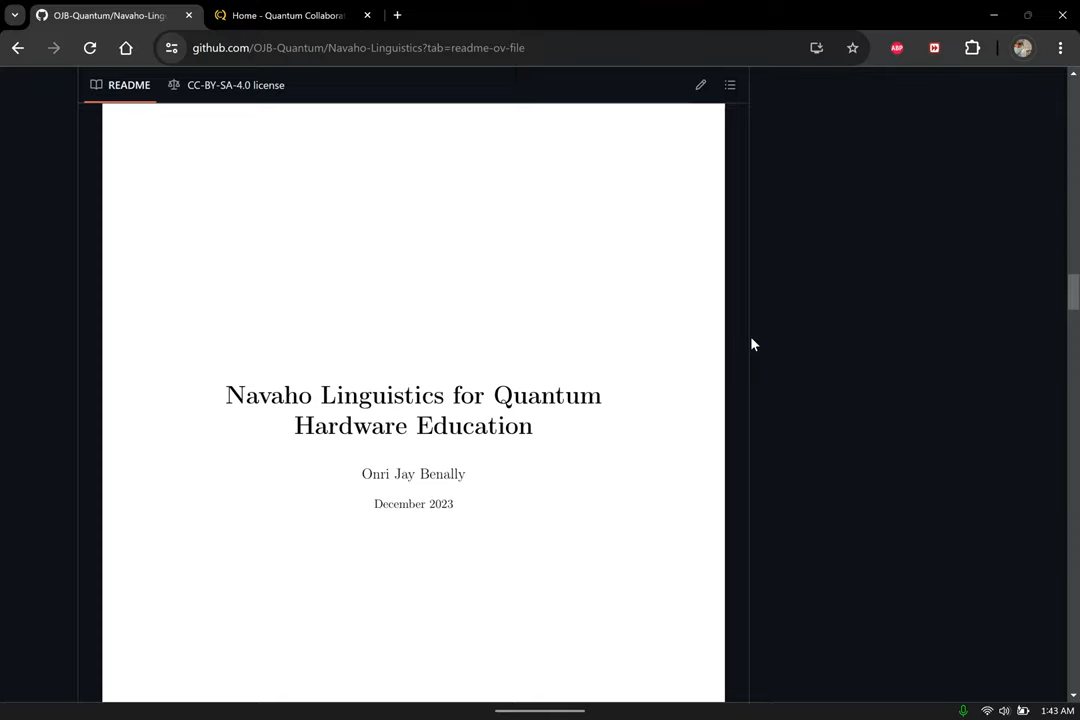 OJB-Quantum/Navaho-Ling
Home - Quantum Collabora
github.com/OJB-Quantum/Navaho-Linguistics?tab=readme-ov-file
ABP
README
CC-BY-SA-4.0 license
Navaho Linguistics for Quantum
Hardware Education
Onri Jay Benally
December 2023
1:43 AM